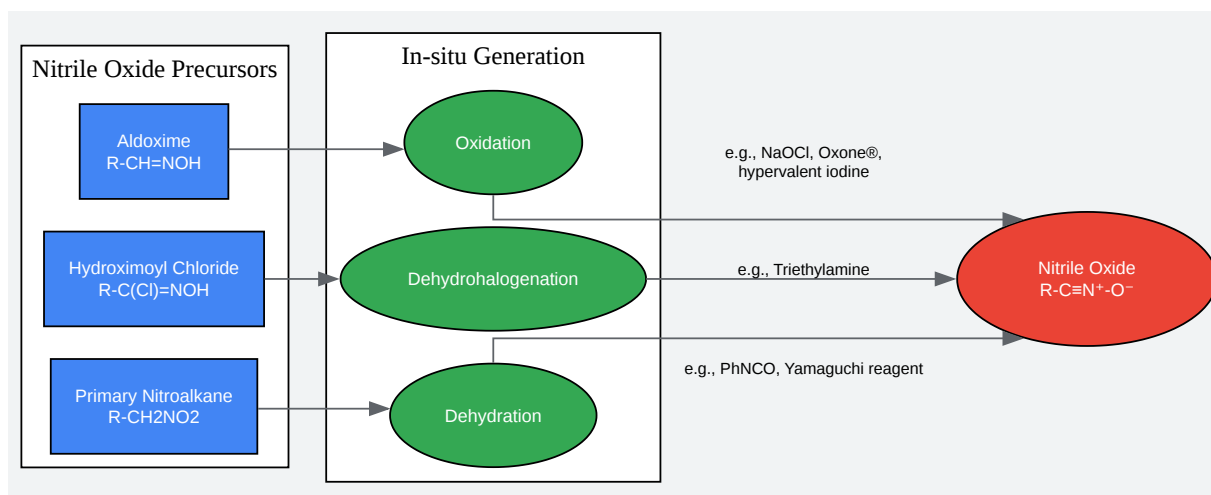 Nitrile Oxide Precursors
In-situ Generation
Aldoxime
R-CH=NOH
Oxidation
e.g., NaOCl, Oxone®,
hypervalent iodine
Hydroximoyl Chloride
R-C(Cl)=NOH
Dehydrohalogenation
e.g., Triethylamine
Nitrile Oxide
R-C≡N⁺-O⁻
Primary Nitroalkane
R-CH2NO2
Dehydration
e.g., PhNCO, Yamaguchi reagent